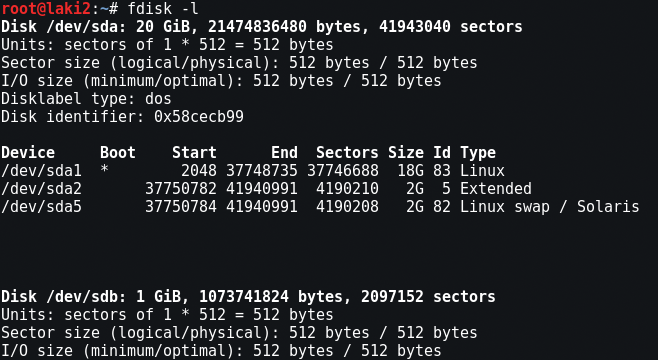 root@laki2:~# fdisk -l
Disk /dev/sda: 20 GiB, 21474836480 bytes, 41943040 sectors
Units: sectors of 1 * 512 = 512 bytes
Sector size (logical/physical): 512 bytes / 512 bytes
I/O size (minimum/optimal): 512 bytes / 512 bytes
Disklabel type: dos
Disk identifier: 0x58cecb99
Device     Boot    Start      End  Sectors Size Id Type
/dev/sda1  *        2048 37748735 37746688  18G 83 Linux
/dev/sda2       37750782 41940991  4190210   2G  5 Extended
/dev/sda5       37750784 41940991  4190208   2G 82 Linux swap / Solaris
Disk /dev/sdb: 1 GiB, 1073741824 bytes, 2097152 sectors
Units: sectors of 1 * 512 = 512 bytes
Sector size (logical/physical): 512 bytes / 512 bytes
I/O size (minimum/optimal): 512 bytes / 512 bytes